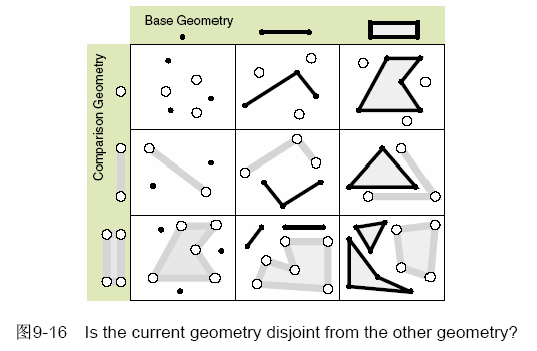 Base Geometry
Comparison Geometry
图9-16 Is the current geometry disjoint from the other geometry?